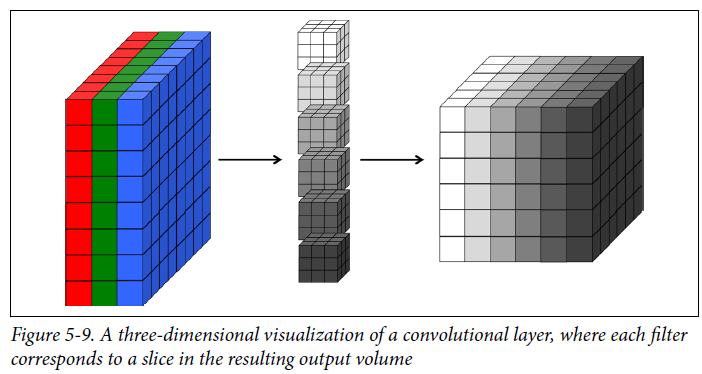 Figure 5-9. A three-dimensional visualization of a convolutional layer, where each filter
corresponds to a slice in the resulting output volume